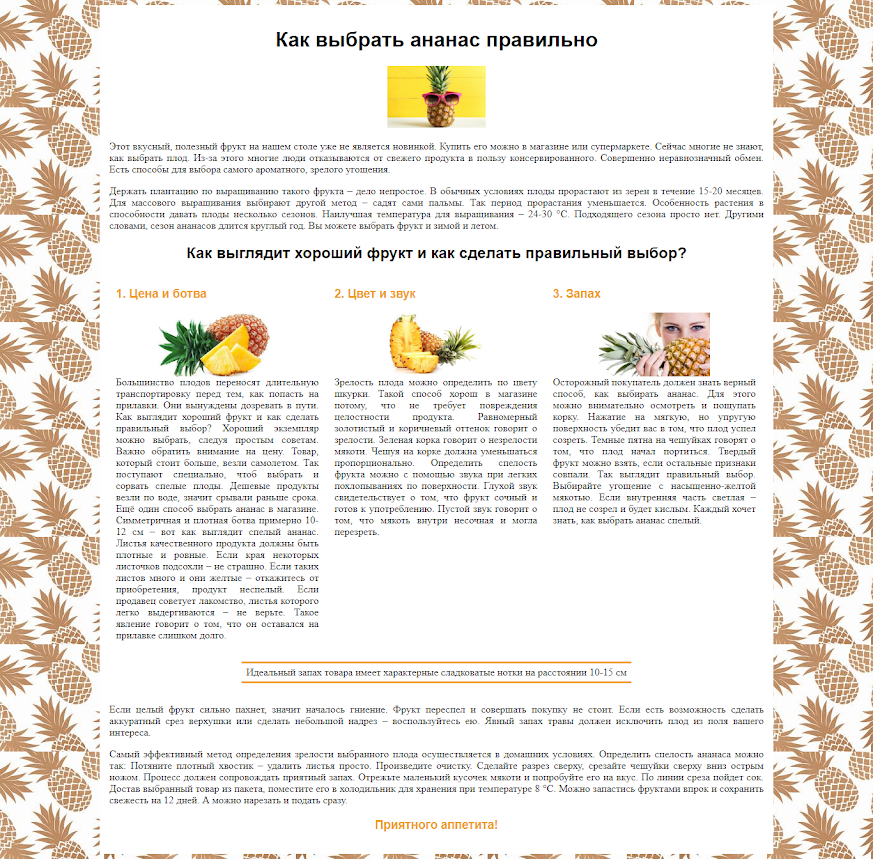 Как выбрать ананас правильно
Этот вкусный, полезный фрукт на нашем столе уже не является новинкой. Купить его можно в магазине или супермаркете. Сейчас многие не знают,
как выбрать плод. Из-за этого многие люди отказываются от свежего продукта в пользу консервированного. Совершенно неравнозначный обмен.
Есть способы для выбора самого ароматного, зрелого угощения.
Держать плантацию по выращиванию такого фрукта – дело непростое. В обычных условиях плоды прорастают из зерен в течение 15-20 месяцев.
Для массового выращивания выбирают другой метод – садят сами пальмы. Так период прорастания уменьшается. Особенность растения в
способности давать плоды несколько сезонов. Наилучшая температура для выращивания – 24-30 °C. Подходящего сезона просто нет. Другими
словами, сезон ананасов длится круглый год. Вы можете выбрать фрукт и зимой и летом.
Как выглядит хороший фрукт и как сделать правильный выбор?
1. Цена и ботва
Большинство плодов переносят длительную
транспортировку перед тем, как попасть на
прилавки. Они вынуждены дозревать в пути.
Как выглядит хороший фрукт и как сделать
правильный выбор? Хороший экземпляр
можно выбрать, следуя простым советам.
Важно обратить внимание на цену. Товар,
который стоит больше, везли самолетом. Так
поступают специально, чтоб выбрать и
сорвать спелые плоды. Дешевые продукты
везли по воде, значит срывали раньше срока.
Ещё один способ выбрать ананас в магазине.
Симметричная и плотная ботва примерно 10-
12 см – вот как выглядит спелый ананас.
Листья качественного продукта должны быть
плотные и ровные. Если края некоторых
листочков подсохли – не страшно. Если таких
листов много и они желтые – откажитесь от
приобретения, продукт неспелый. Если
продавец советует лакомство, листья которого
легко выдергиваются – не верьте. Такое
явление говорит о том, что он оставался на
прилавке слишком долго.
2. Цвет и звук
Зрелость плода можно определить по цвету
шкурки. Такой способ хорош в магазине
потому, что не требует повреждения
целостности продукта. Равномерный
золотистый и коричневый оттенок говорит о
зрелости. Зеленая корка говорит о незрелости
мякоти. Чешуя на корке должна уменьшаться
пропорционально. Определить спелость
фрукта можно с помощью звука при легких
похлопываниях по поверхности. Глухой звук
свидетельствует о том, что фрукт сочный и
готов к употреблению. Пустой звук говорит о
том, что мякоть внутри несочная и могла
перезреть.
3. Запах
Осторожный покупатель должен знать верный
способ, как выбирать ананас. Для этого
можно внимательно осмотреть и пощупать
корку. Нажатие на мягкую, но упругую
поверхность убедит вас в том, что плод успел
созреть. Темные пятна на чешуйках говорят о
том, что плод начал портиться. Твердый
фрукт можно взять, если остальные признаки
совпали. Так выглядит правильный выбор.
Выбирайте угощение с насыщенно-желтой
мякотью. Если внутренняя часть светлая –
плод не созрел и будет кислым. Каждый хочет
знать, как выбрать ананас спелый.
Идеальный запах товара имеет характерные сладковатые нотки на расстоянии 10-15 см
Если целый фрукт сильно пахнет, значит началось гниение. Фрукт переспел и совершать покупку не стоит. Если есть возможность сделать
аккуратный срез верхушки или сделать небольшой надрез – воспользуйтесь ею. Явный запах травы должен исключить плод из поля вашего
интереса.
Самый эффективный метод определения зрелости выбранного плода осуществляется в домашних условиях. Определить спелость ананаса можно
так: Потяните плотный хвостик – удалить листья просто. Произведите очистку. Сделайте разрез сверху, срезайте чешуйки сверху вниз острым
ножом. Процесс должен сопровождать приятный запах. Отрежьте маленький кусочек мякоти и попробуйте его на вкус. По линии среза пойдет сок.
Достав выбранный товар из пакета, поместите его в холодильник для хранения при температуре 8 °C. Можно запастись фруктами впрок и сохранить
свежесть на 12 дней. А можно нарезать и подать сразу.
Приятного аппетита!